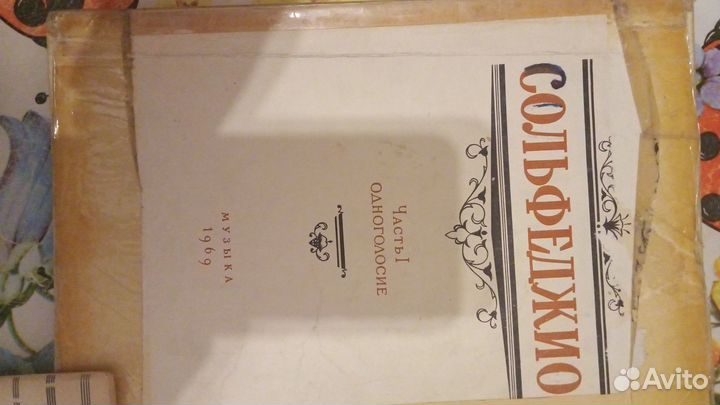 СОЛЬФЕДЖИО
ЧАСТЬ I
ОДНОГОЛОСИЕ
МУЗЫКА
1969
Avito